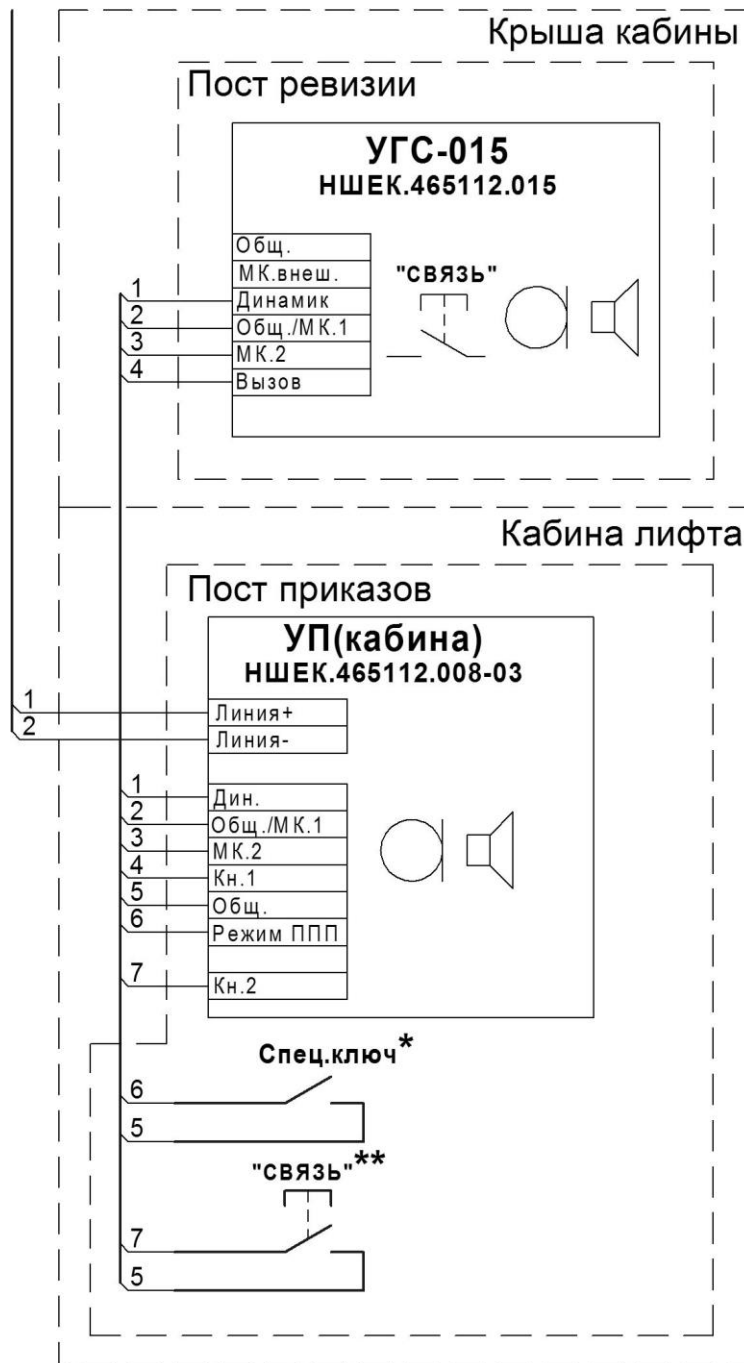 Крыша кабины
Пост ревизии
УГС-015
НШЕК.465112.015
Общ.
МК.внеш.
"СВЯЗЬ"
1 Динамик
2 Общ./МК.1
3 МК.2
4 Вызов
Кабина лифта
Пост приказов
УП(кабина)
НШЕК.465112.008-03
1 Линия+
2 Линия-
1 Дин.
2 Общ./МК.1
3 МК.2
4 Кн.1
5 Общ.
6 Режим ППП
7 Кн.2
Спец.ключ*
6
5
"СВЯЗЬ"**
7
5